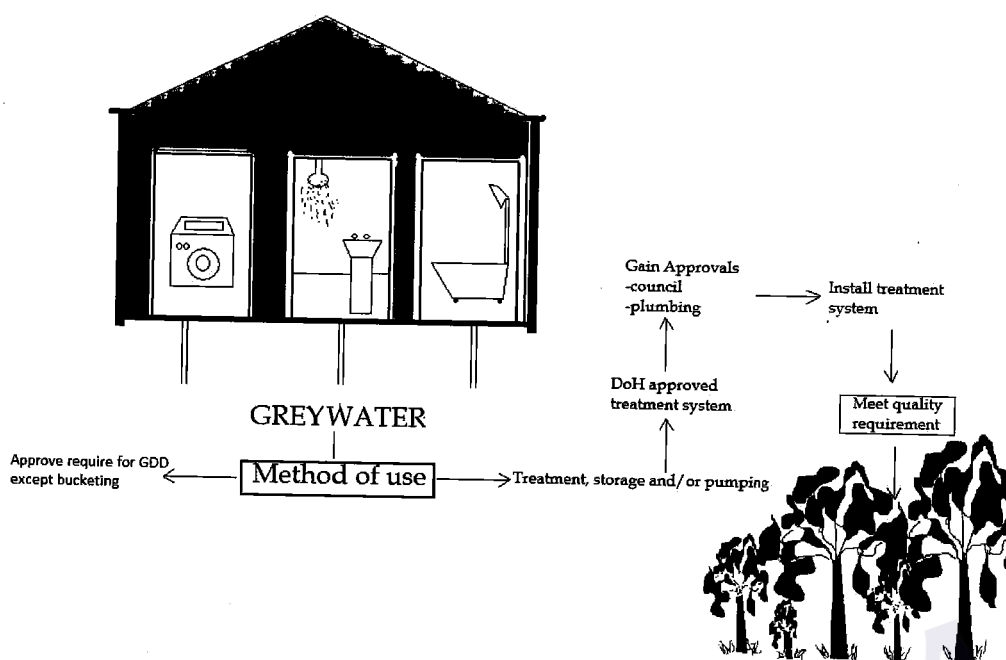 GREYWATER
Method of use
Approve require for GDD
except bucketing
Treatment, storage and/or pumping
DoH approved
treatment system
Gain Approvals
-council
-plumbing
Install treatment
system
Meet quality
requirement